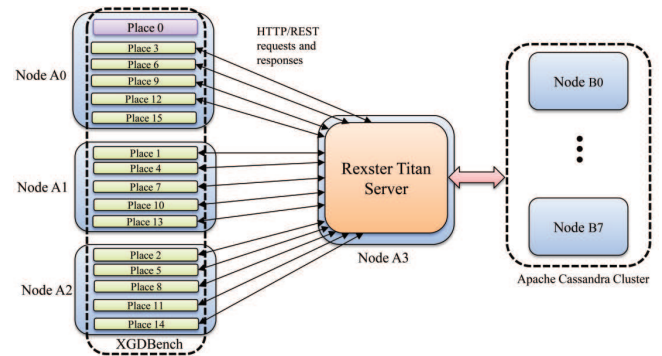 Node A0
Place 0
Place 3
Place 6
Place 9
Place 12
Place 15
Node A1
Place 1
Place 4
Place 7
Place 10
Place 13
Node A2
Place 2
Place 5
Place 8
Place 11
Place 14
XGDBench
HTTP/REST
requests and
responses
Rexster Titan
Server
Node A3
Node B0
Node B7
Apache Cassandra Cluster